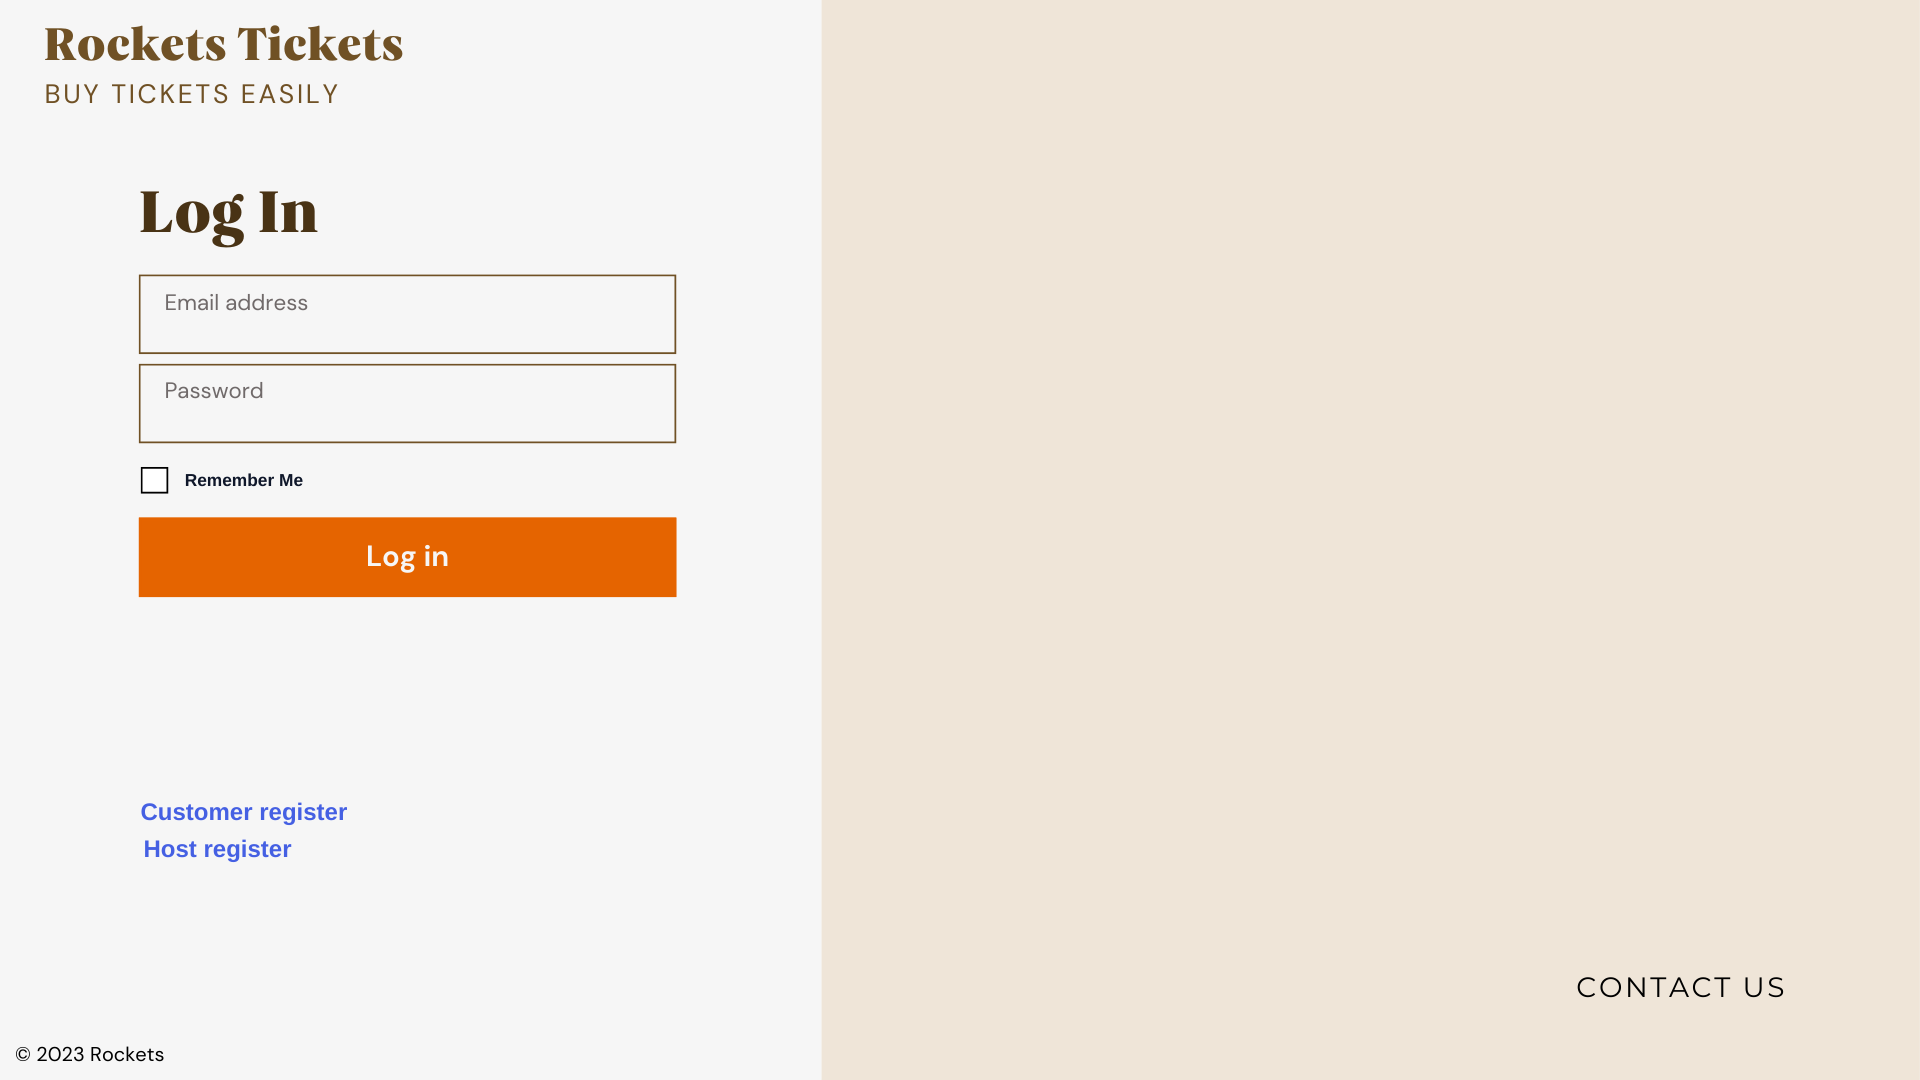 Rockets Tickets
BUY TICKETS EASILY
Log In
Email address
Password
Remember Me
Log in
Customer register
Host register
CONTACT US
© 2023 Rockets